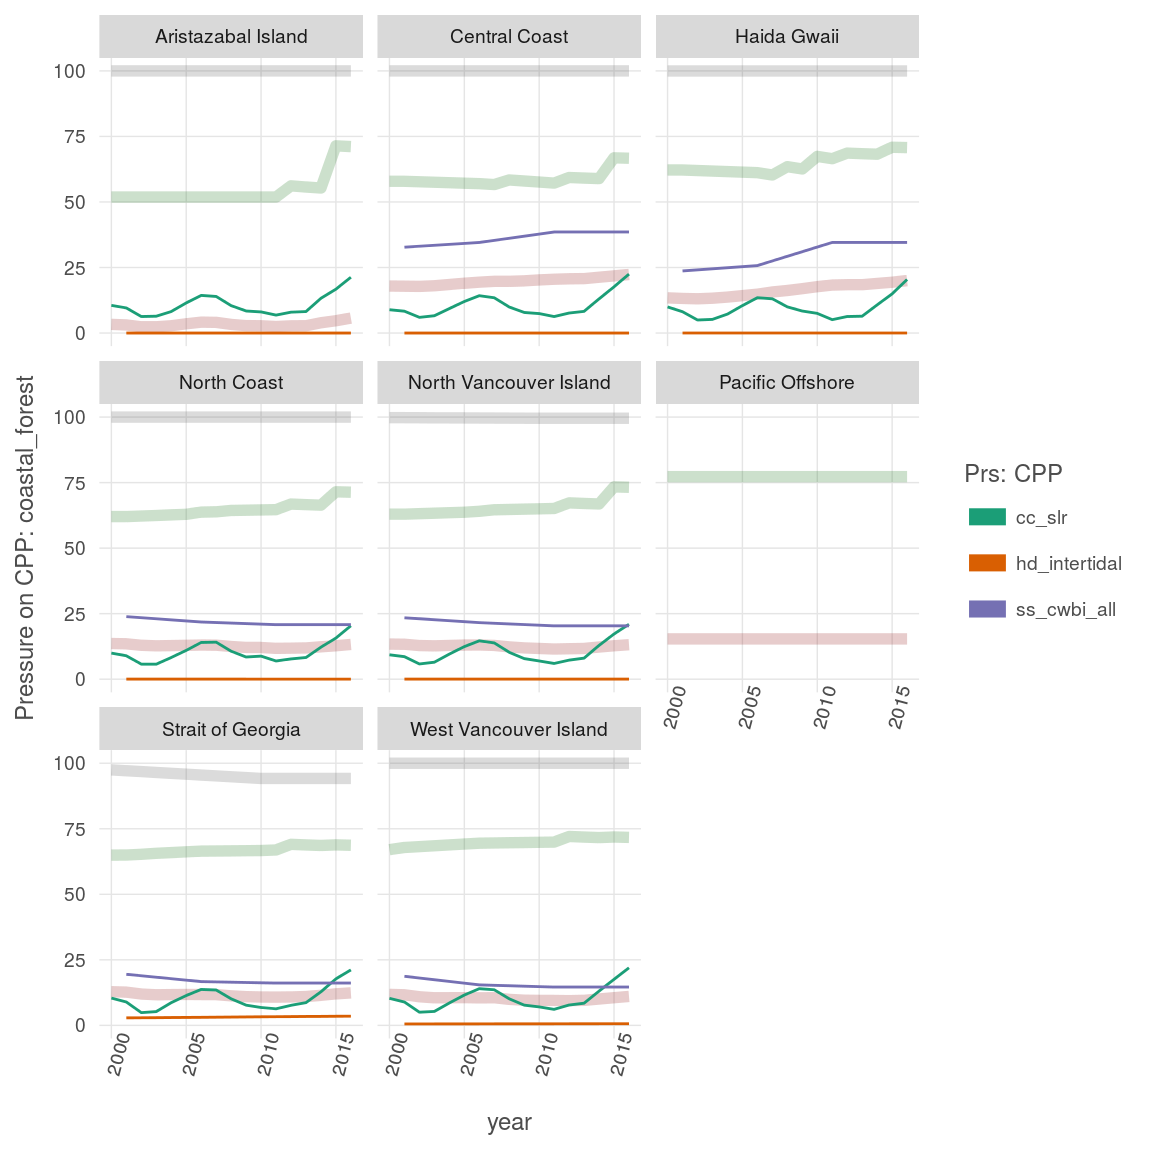 Aristazabal Island
Central Coast
Haida Gwaii
100
75
50
25
0
North Coast
North Vancouver Island
Pacific Offshore
100
75
50
25
0
2000
2005
2010
2015
Strait of Georgia
West Vancouver Island
100
75
50
25
0
2000
2005
2010
2015
2000
2005
2010
2015
year
Pressure on CPP: coastal_forest
Prs: CPP
cc_slr
hd_intertidal
ss_cwbi_all